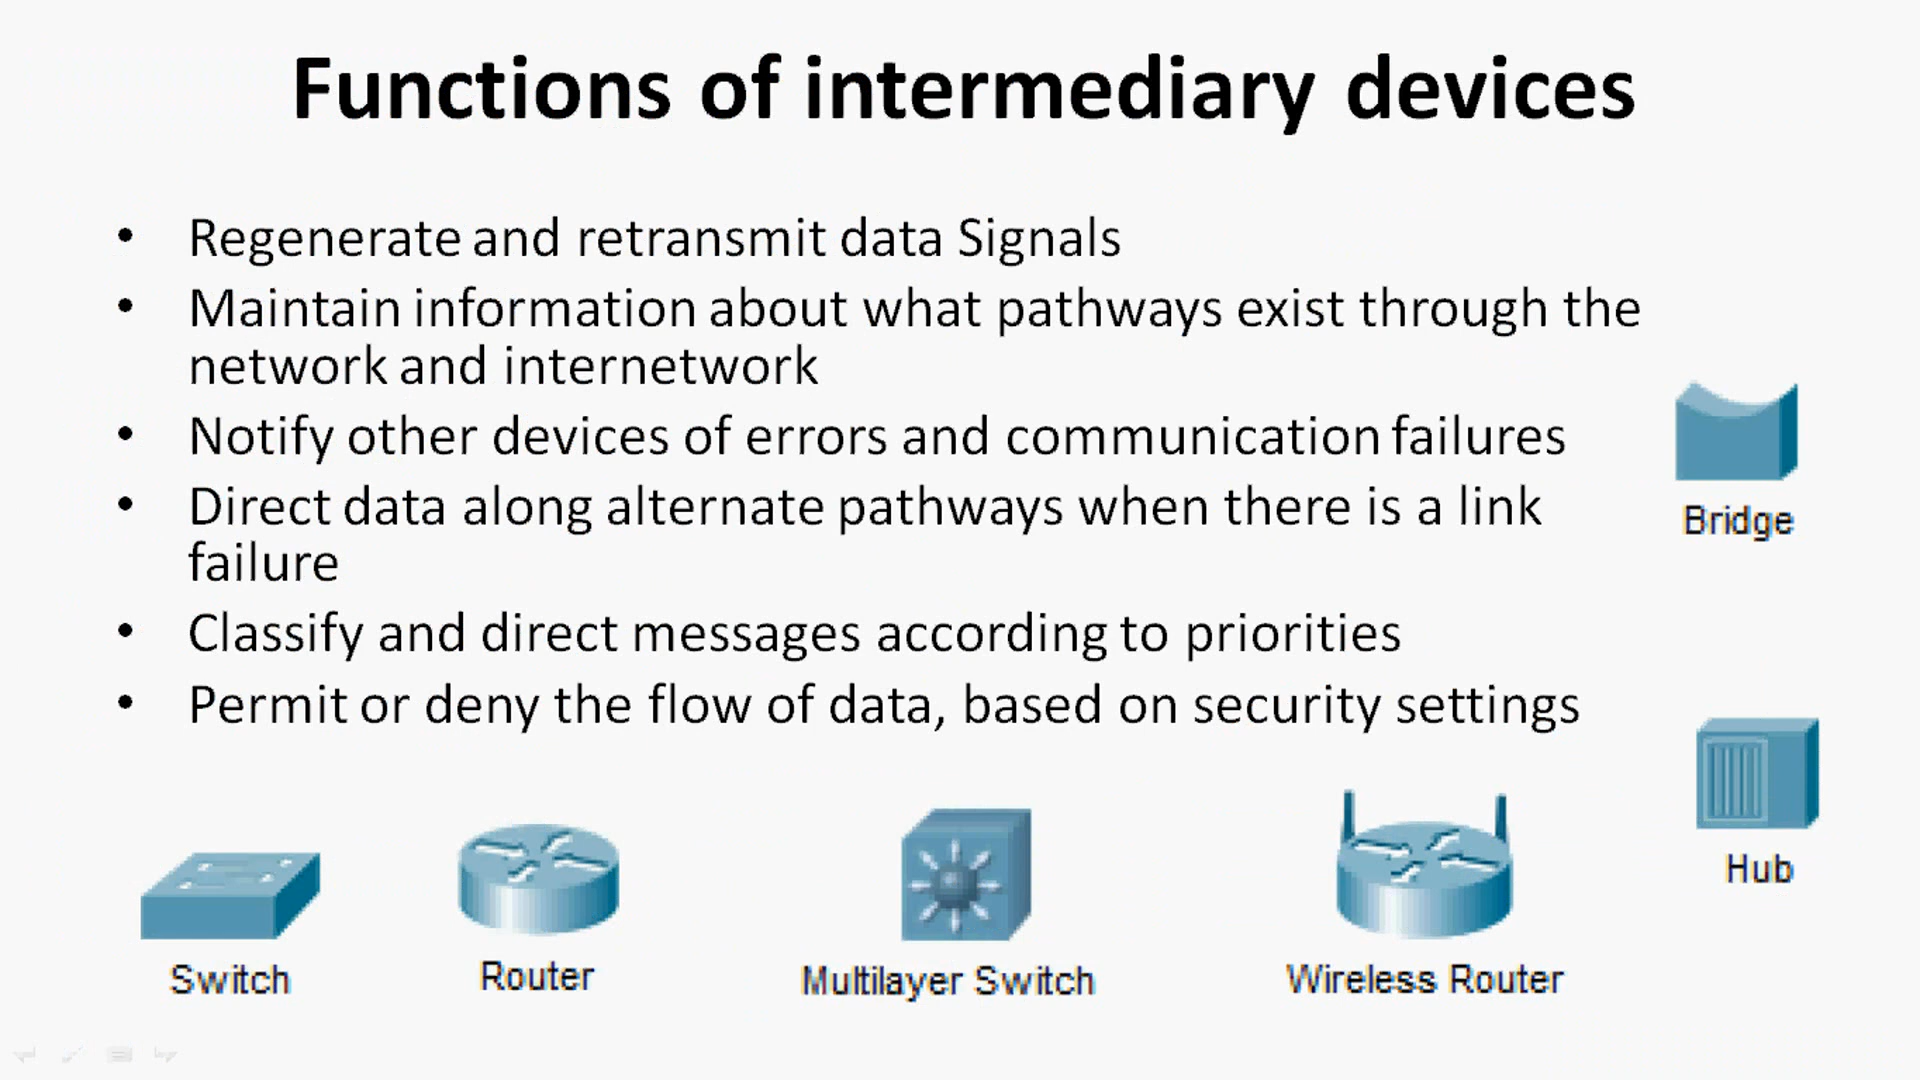 Functions of intermediary devices
• Regenerate and retransmit data Signals
• Maintain information about what pathways exist through the
network and internetwork
• Notify other devices of errors and communication failures
• Direct data along alternate pathways when there is a link
failure
• Classify and direct messages according to priorities
• Permit or deny the flow of data, based on security settings
Bridge
Hub
Switch
Router
Multilayer Switch
Wireless Router